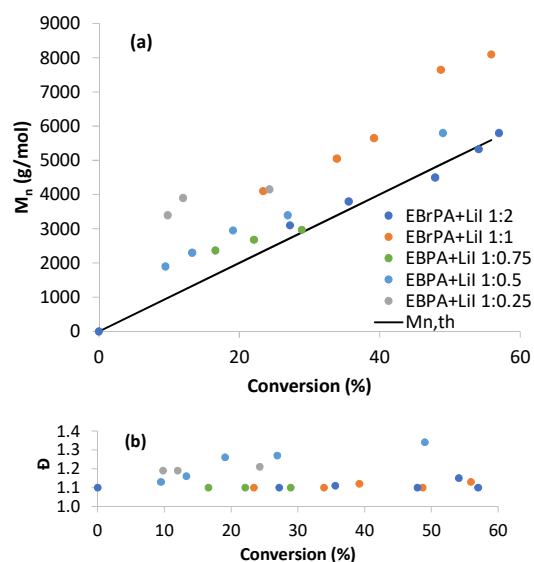 (a)
9000
8000
7000
6000
5000
4000
3000
2000
1000
0
Mn (g/mol)
EBrPA+LiI 1:2
EBrPA+LiI 1:1
EBPA+LiI 1:0.75
EBPA+LiI 1:0.5
EBPA+LiI 1:0.25
Mn,th
0 20 40 60
Conversion (%)
(b)
1.4
1.3
1.2
1.1
1.0
Đ
0 10 20 30 40 50 60
Conversion (%)